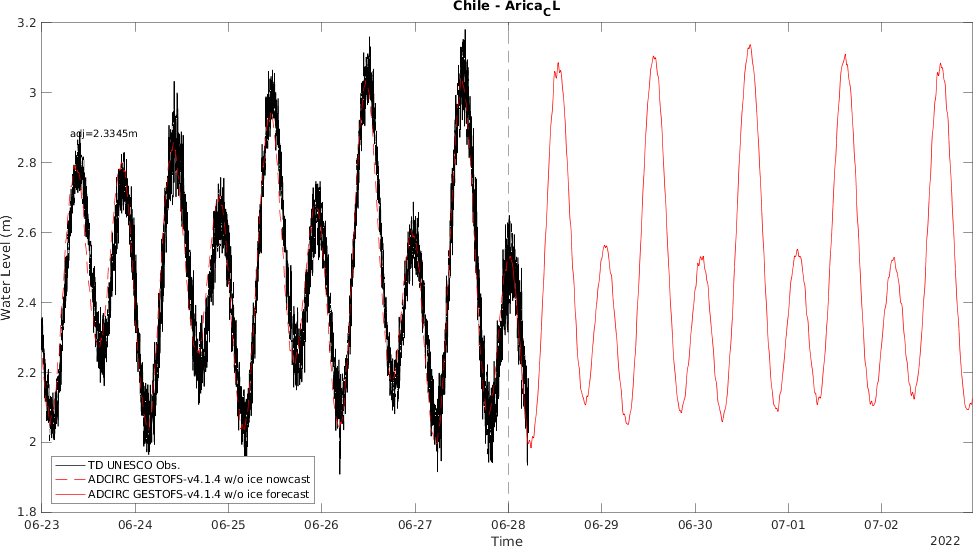 Chile - Arica_CL
3.2
3
2.8
2.6
2.4
2.2
2
1.8
Water Level (m)
adj=2.3345m
TD UNESCO Obs.
ADCIRC GESTOFS-v4.1.4 w/o ice nowcast
ADCIRC GESTOFS-v4.1.4 w/o ice forecast
06-23 06-24 06-25 06-26 06-27 06-28 06-29 06-30 07-01 07-02
Time
2022